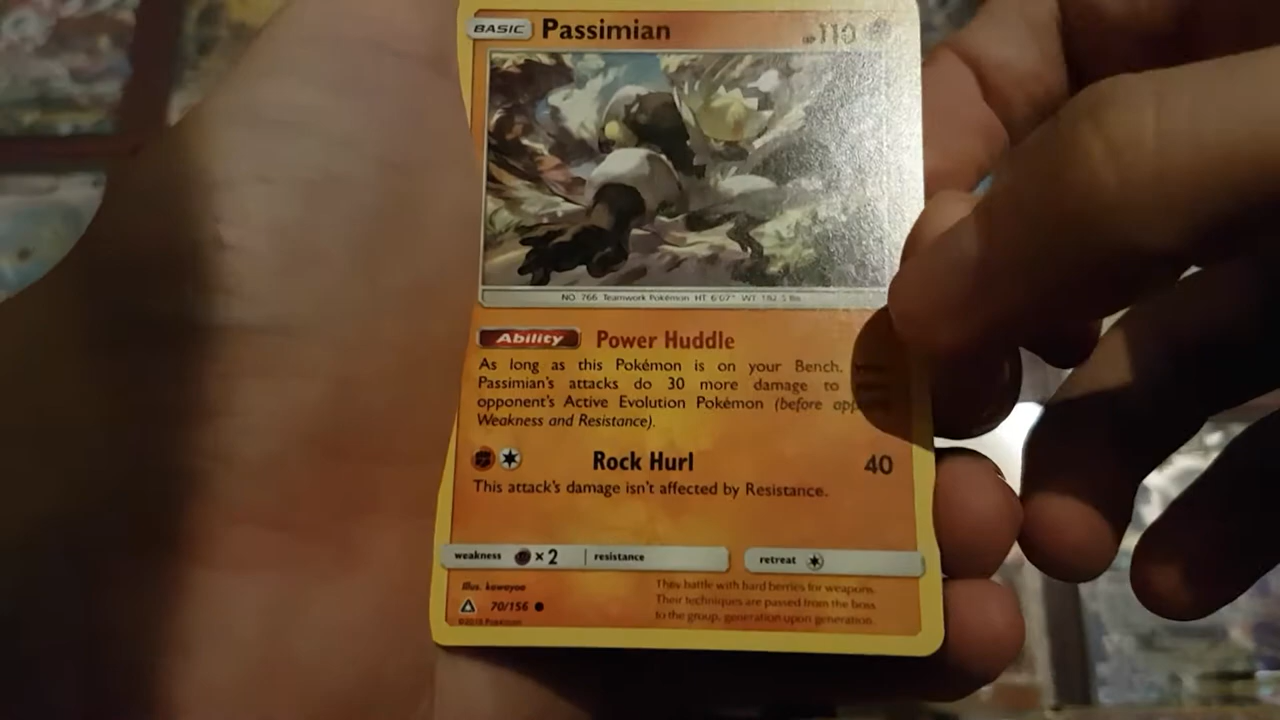 BASIC Passimian HP 110
NO. 766 Teamwork Pokémon HT 6'07" WT 182.5 lbs
Ability Power Huddle
As long as this Pokémon is on your Bench,
Passimian's attacks do 30 more damage to
opponent's Active Evolution Pokémon (before
Weakness and Resistance).
Rock Hurl 40
This attack's damage isn't affected by Resistance.
weakness ×2 resistance retreat
Illus. kawayoo
70/156
©2018 Pokémon
They battle with hard berries for weapons.
Their techniques are passed from the boss
to the group, generation upon generation.